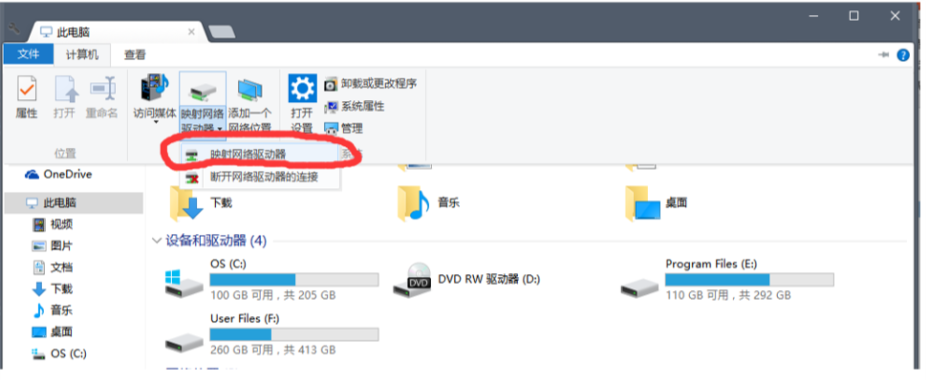 此电脑
文件 计算机 查看
属性 打开 重命名 访问媒体 映射网络驱动器 添加一个网络位置 打开设置 卸载或更改程序
系统属性
管理
位置
映射网络驱动器
断开网络驱动器的连接
OneDrive
此电脑
视频
图片
文档
下载
音乐
桌面
OS (C:)
下载 音乐 桌面
设备和驱动器 (4)
OS (C:)
100 GB 可用，共 205 GB
DVD RW 驱动器 (D:)
Program Files (E:)
110 GB 可用，共 292 GB
User Files (F:)
260 GB 可用，共 413 GB